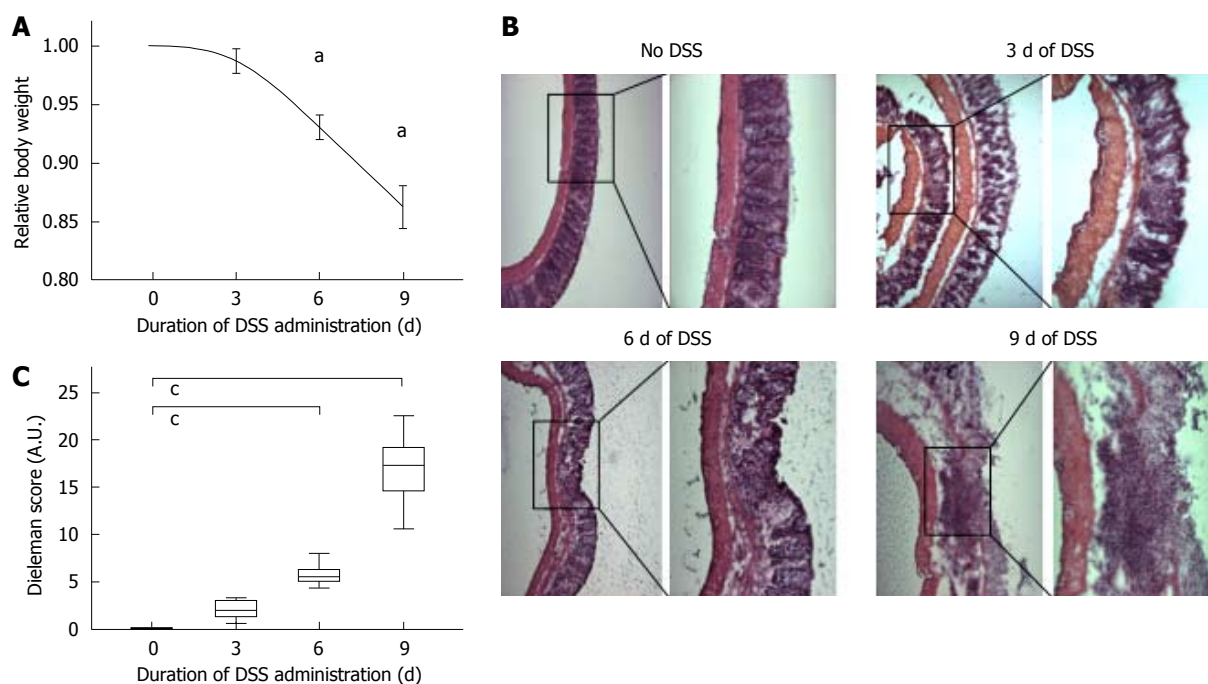 A
1.00
0.95
0.90
0.85
0.80
Relative body weight
a
a
0 3 6 9
Duration of DSS administration (d)
B
No DSS
3 d of DSS
6 d of DSS
9 d of DSS
C
25
20
15
10
5
0
Dieleman score (A.U.)
c
c
0 3 6 9
Duration of DSS administration (d)